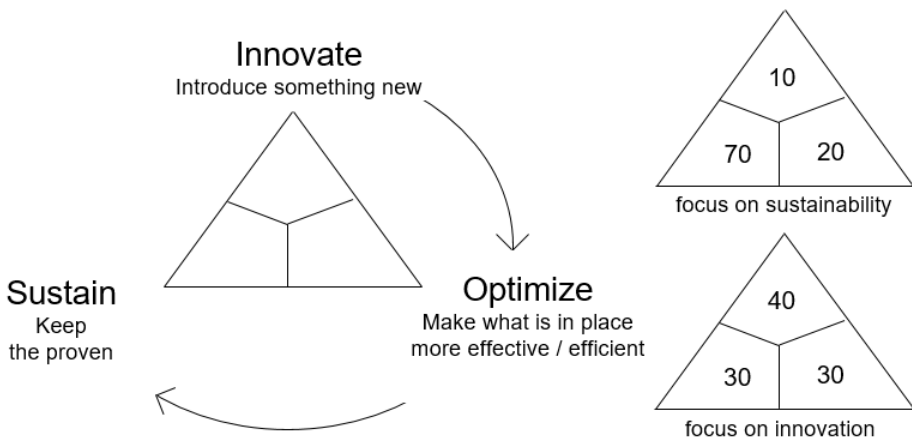 Innovate
Introduce something new
Sustain
Keep
the proven
Optimize
Make what is in place
more effective / efficient
10
70
20
focus on sustainability
40
30
30
focus on innovation